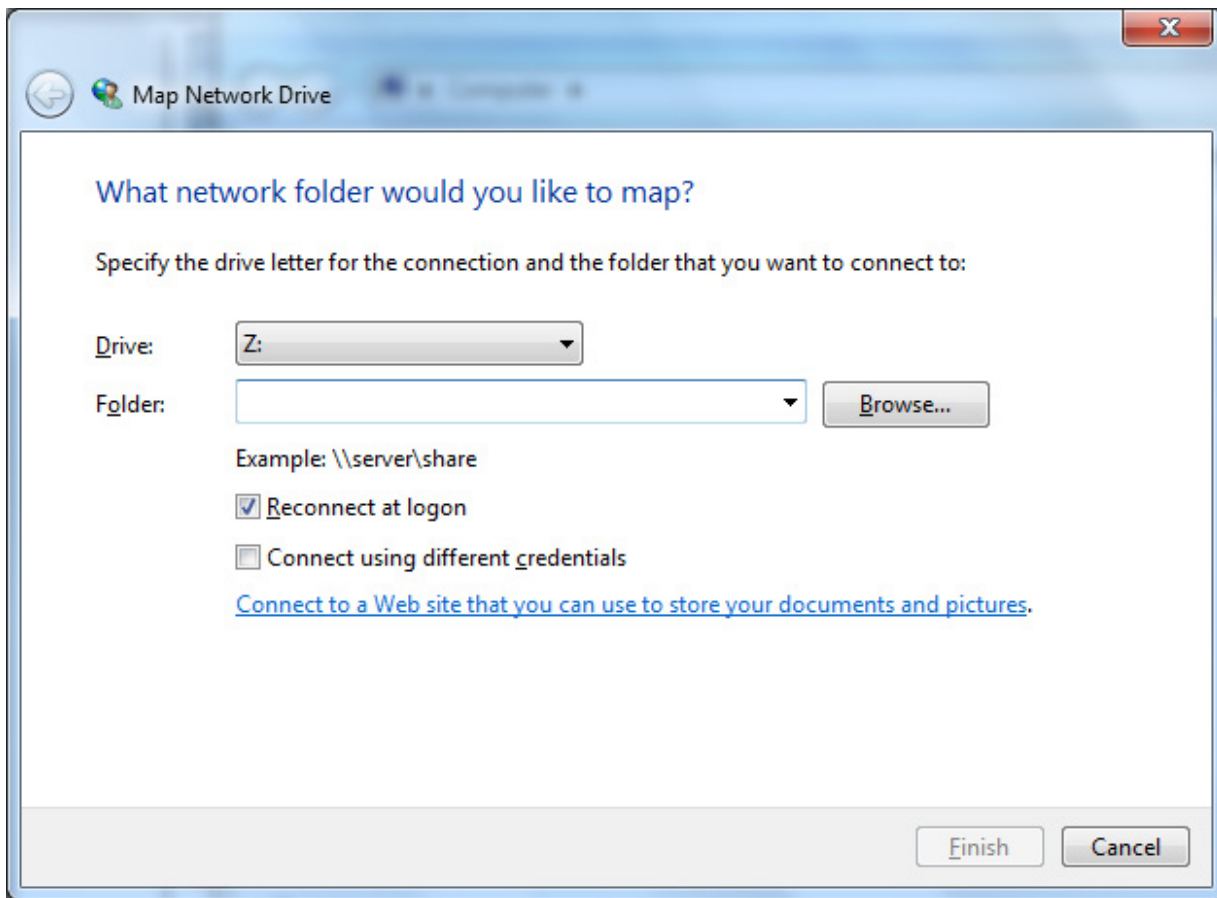 Map Network Drive
Computer
What network folder would you like to map?
Specify the drive letter for the connection and the folder that you want to connect to:
Drive: Z:
Folder: Browse...
Example: \\server\share
Reconnect at logon
Connect using different credentials
Connect to a Web site that you can use to store your documents and pictures.
Finish Cancel